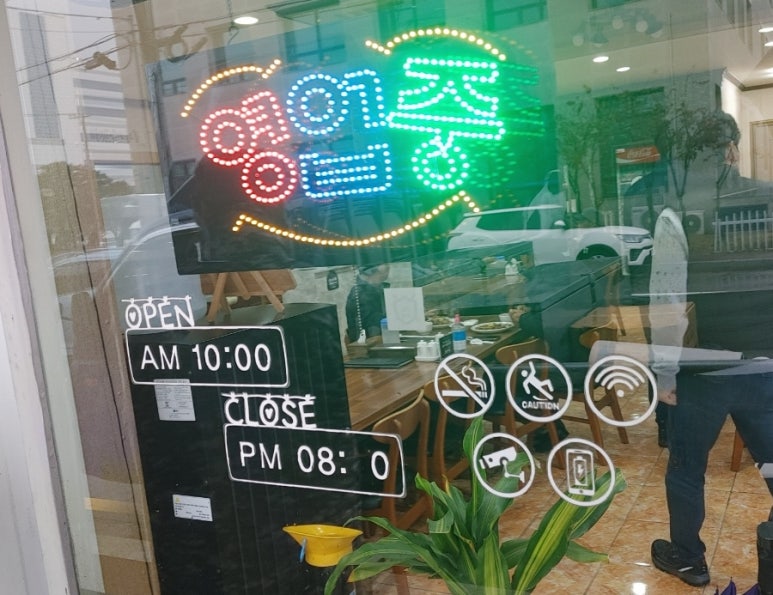 영업중
OPEN
AM 10:00
CLOSE
PM 08: 0
CAUTION